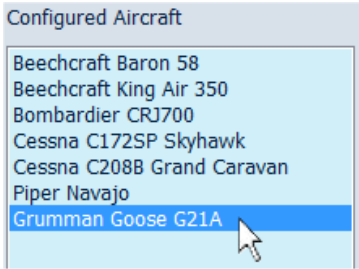 Configured Aircraft
Beechcraft Baron 58
Beechcraft King Air 350
Bombardier CRJ700
Cessna C172SP Skyhawk
Cessna C208B Grand Caravan
Piper Navajo
Grumman Goose G21A